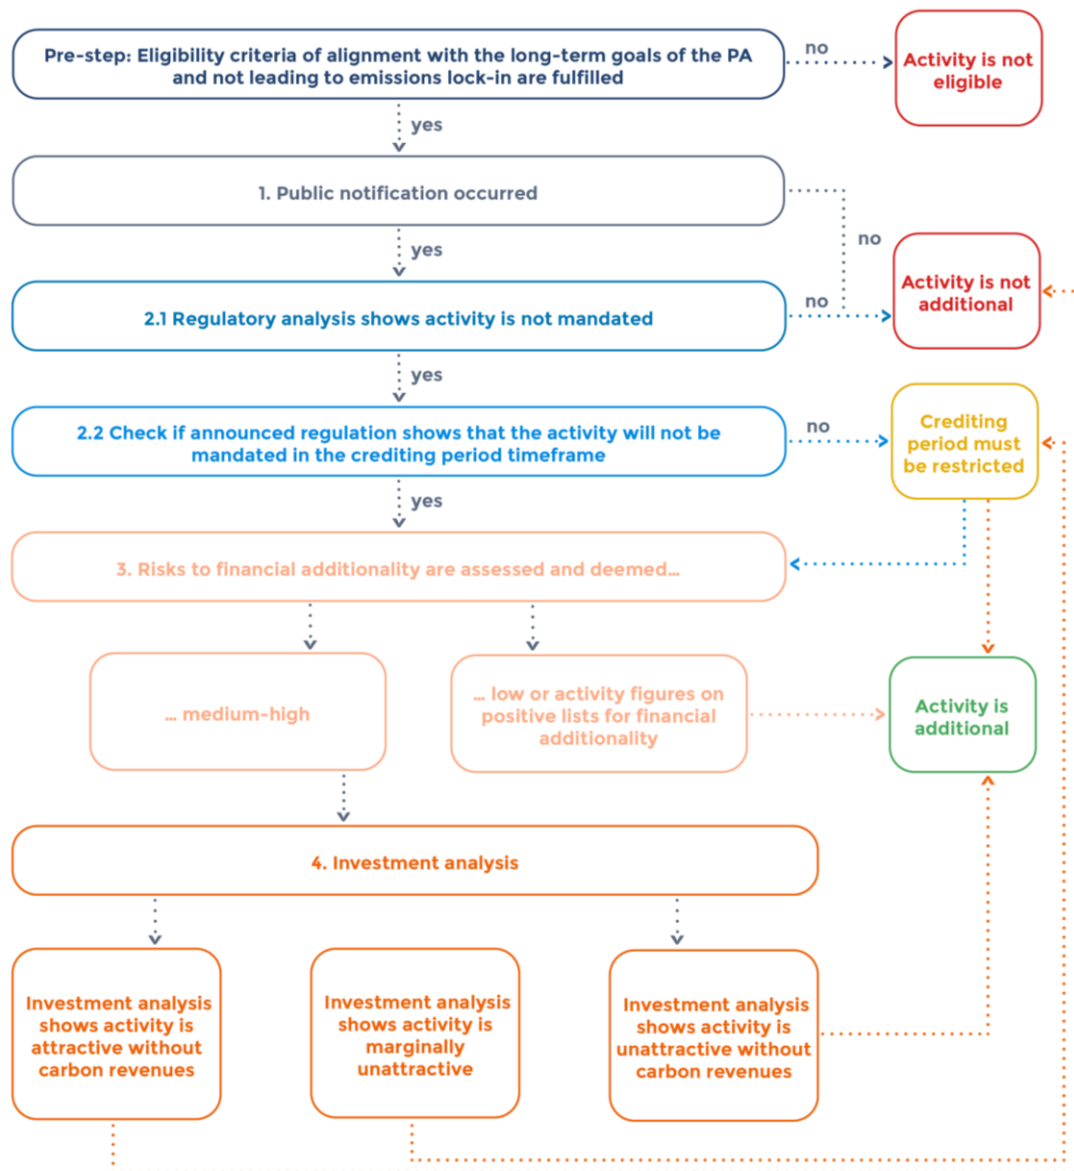 Pre-step: Eligibility criteria of alignment with the long-term goals of the PA
and not leading to emissions lock-in are fulfilled
no
Activity is not
eligible
yes
1. Public notification occurred
no
yes
Activity is not
additional
2.1 Regulatory analysis shows activity is not mandated
no
yes
2.2 Check if announced regulation shows that the activity will not be
mandated in the crediting period timeframe
no
Crediting
period must
be restricted
yes
3. Risks to financial additionality are assessed and deemed...
... medium-high
... low or activity figures on
positive lists for financial
additionality
Activity is
additional
4. Investment analysis
Investment analysis
shows activity is
attractive without
carbon revenues
Investment analysis
shows activity is
marginally
unattractive
Investment analysis
shows activity is
unattractive without
carbon revenues